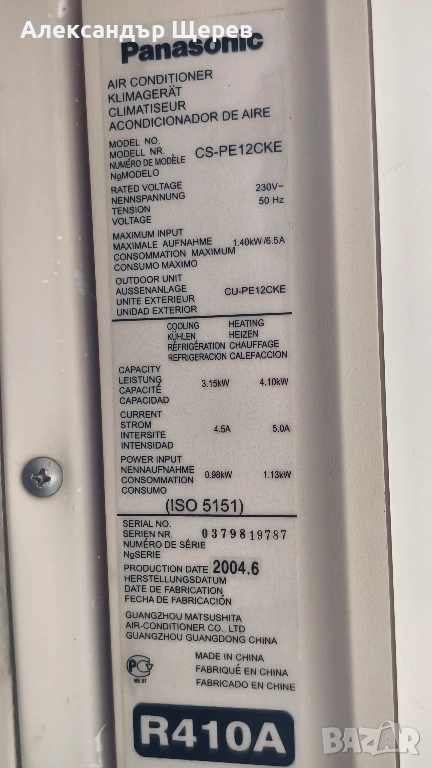 Александър Щерев
Panasonic
AIR CONDITIONER
KLIMAGERÄT
CLIMATISEUR
ACONDICIONADOR DE AIRE
MODEL NO.
MODELL NR. CS-PE12CKE
NUMÉRO DE MODÈLE
NgMODELO
RATED VOLTAGE 230V~
NENNSPANNUNG 50 Hz
TENSION
VOLTAGE
MAXIMUM INPUT
MAXIMALE AUFNAHME 1.40kW/6.5A
CONSOMMATION MAXIMUM
CONSUMO MAXIMO
OUTDOOR UNIT
AUSSENANLAGE CU-PE12CKE
UNITE EXTERIEUR
UNIDAD EXTERIOR
COOLING HEATING
KÜHLEN HEIZEN
RÉFRIGÉRATION CHAUFFAGE
REFRIGERACION CALEFACCION
CAPACITY
LEISTUNG 3.15kW 4.10kW
CAPACITÉ
CAPACIDAD
CURRENT
STROM 4.5A 5.0A
INTERSITE
INTENSIDAD
POWER INPUT
NENNAUFNAHME 0.98kW 1.13kW
CONSOMMATION
CONSUMO
(ISO 5151)
SERIAL NO.
SERIEN NR. 0379819787
NUMÉRO DE SÉRIE
NgSERIE
PRODUCTION DATE 2004.6
HERSTELLUNGSDATUM
DATE DE FABRICATION
FECHA DE FABRICACIÓN
GUANGZHOU MATSUSHITA
AIR-CONDITIONER CO. LTD
GUANGZHOU GUANGDONG CHINA
MADE IN CHINA
FABRIQUÉ EN CHINA
FABRICADO EN CHINE
R410A
BAZAR